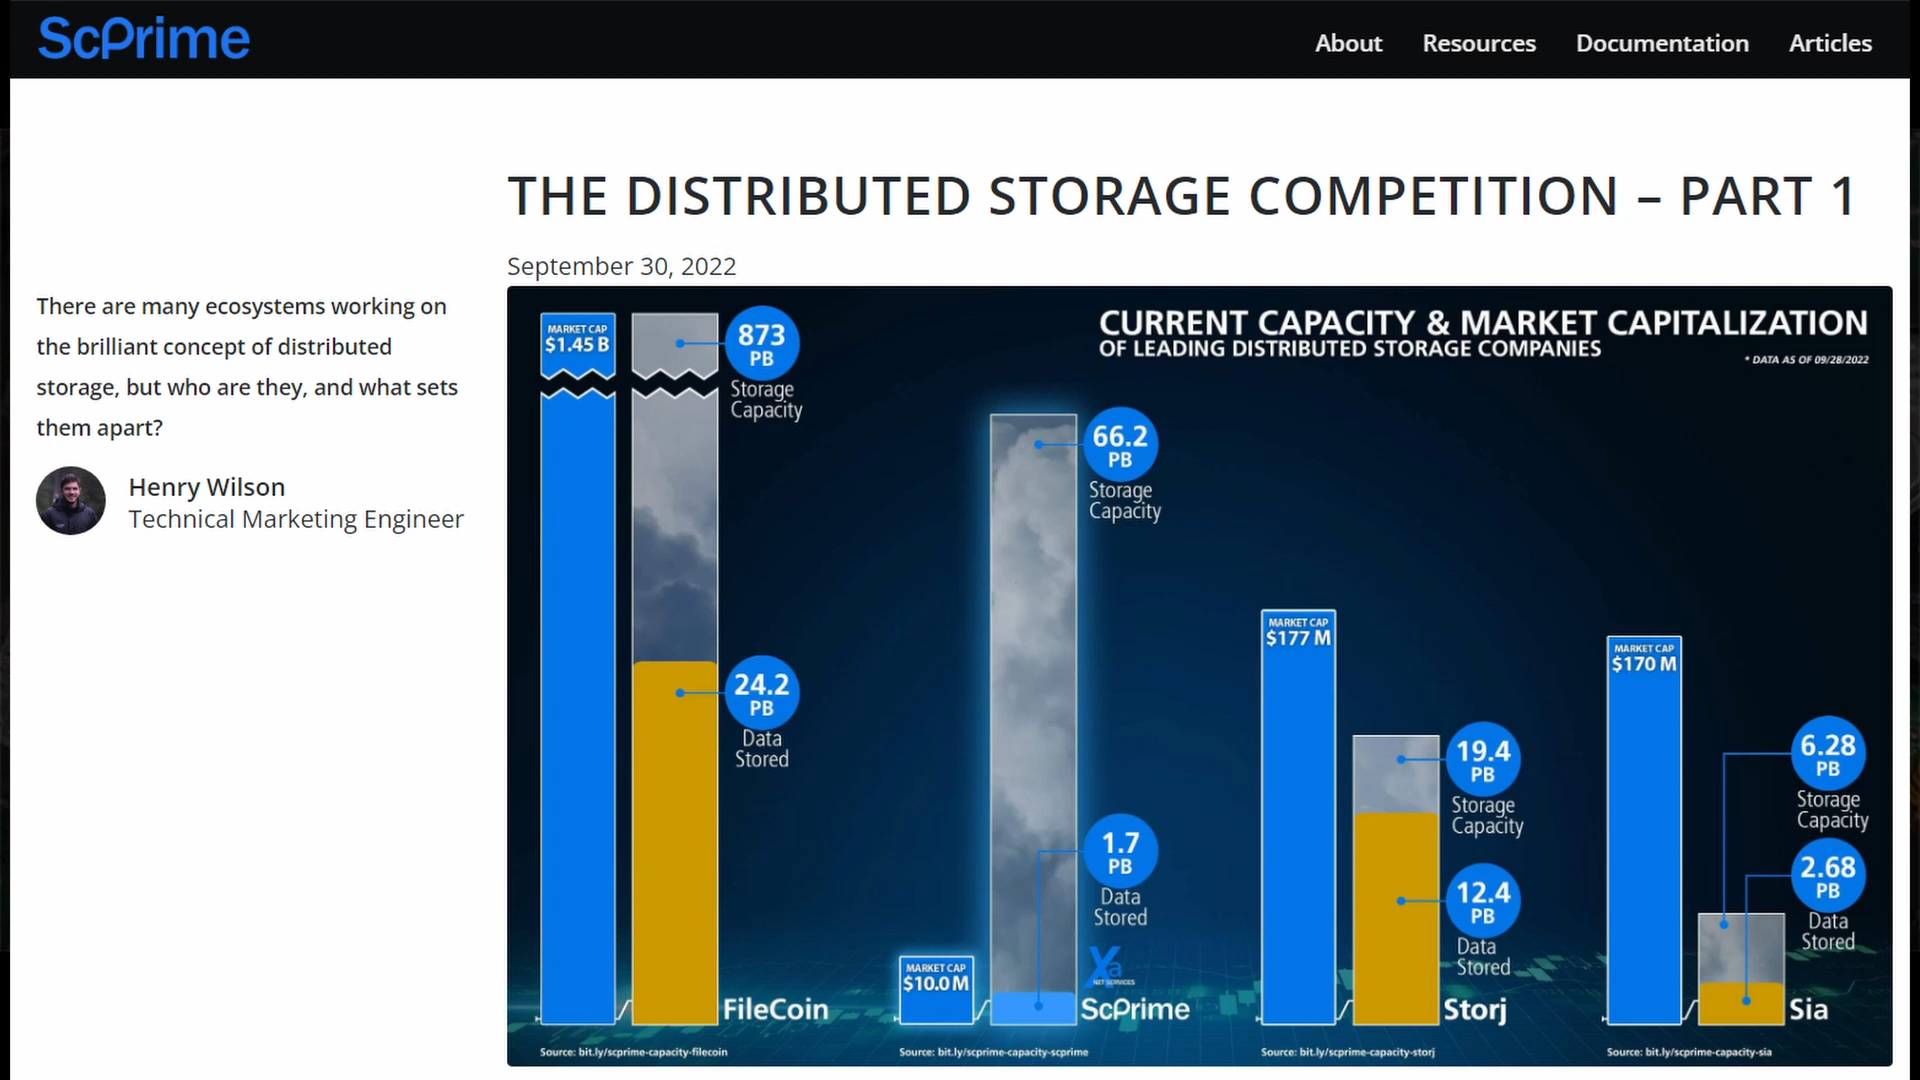 ScPrime
About
Resources
Documentation
Articles
THE DISTRIBUTED STORAGE COMPETITION – PART 1
September 30, 2022
There are many ecosystems working on
the brilliant concept of distributed
storage, but who are they, and what sets
them apart?
Henry Wilson
Technical Marketing Engineer
CURRENT CAPACITY & MARKET CAPITALIZATION
OF LEADING DISTRIBUTED STORAGE COMPANIES
* DATA AS OF 09/28/2022
MARKET CAP
$1.45 B
873
PB
Storage
Capacity
24.2
PB
Data
Stored
FileCoin
Source: bit.ly/scprime-capacity-filecoin
MARKET CAP
$10.0 M
66.2
PB
Storage
Capacity
1.7
PB
Data
Stored
Xa
NET SERVICES
ScPrime
Source: bit.ly/scprime-capacity-scprime
MARKET CAP
$177 M
19.4
PB
Storage
Capacity
12.4
PB
Data
Stored
Storj
Source: bit.ly/scprime-capacity-storj
MARKET CAP
$170 M
6.28
PB
Storage
Capacity
2.68
PB
Data
Stored
Sia
Source: bit.ly/scprime-capacity-sia